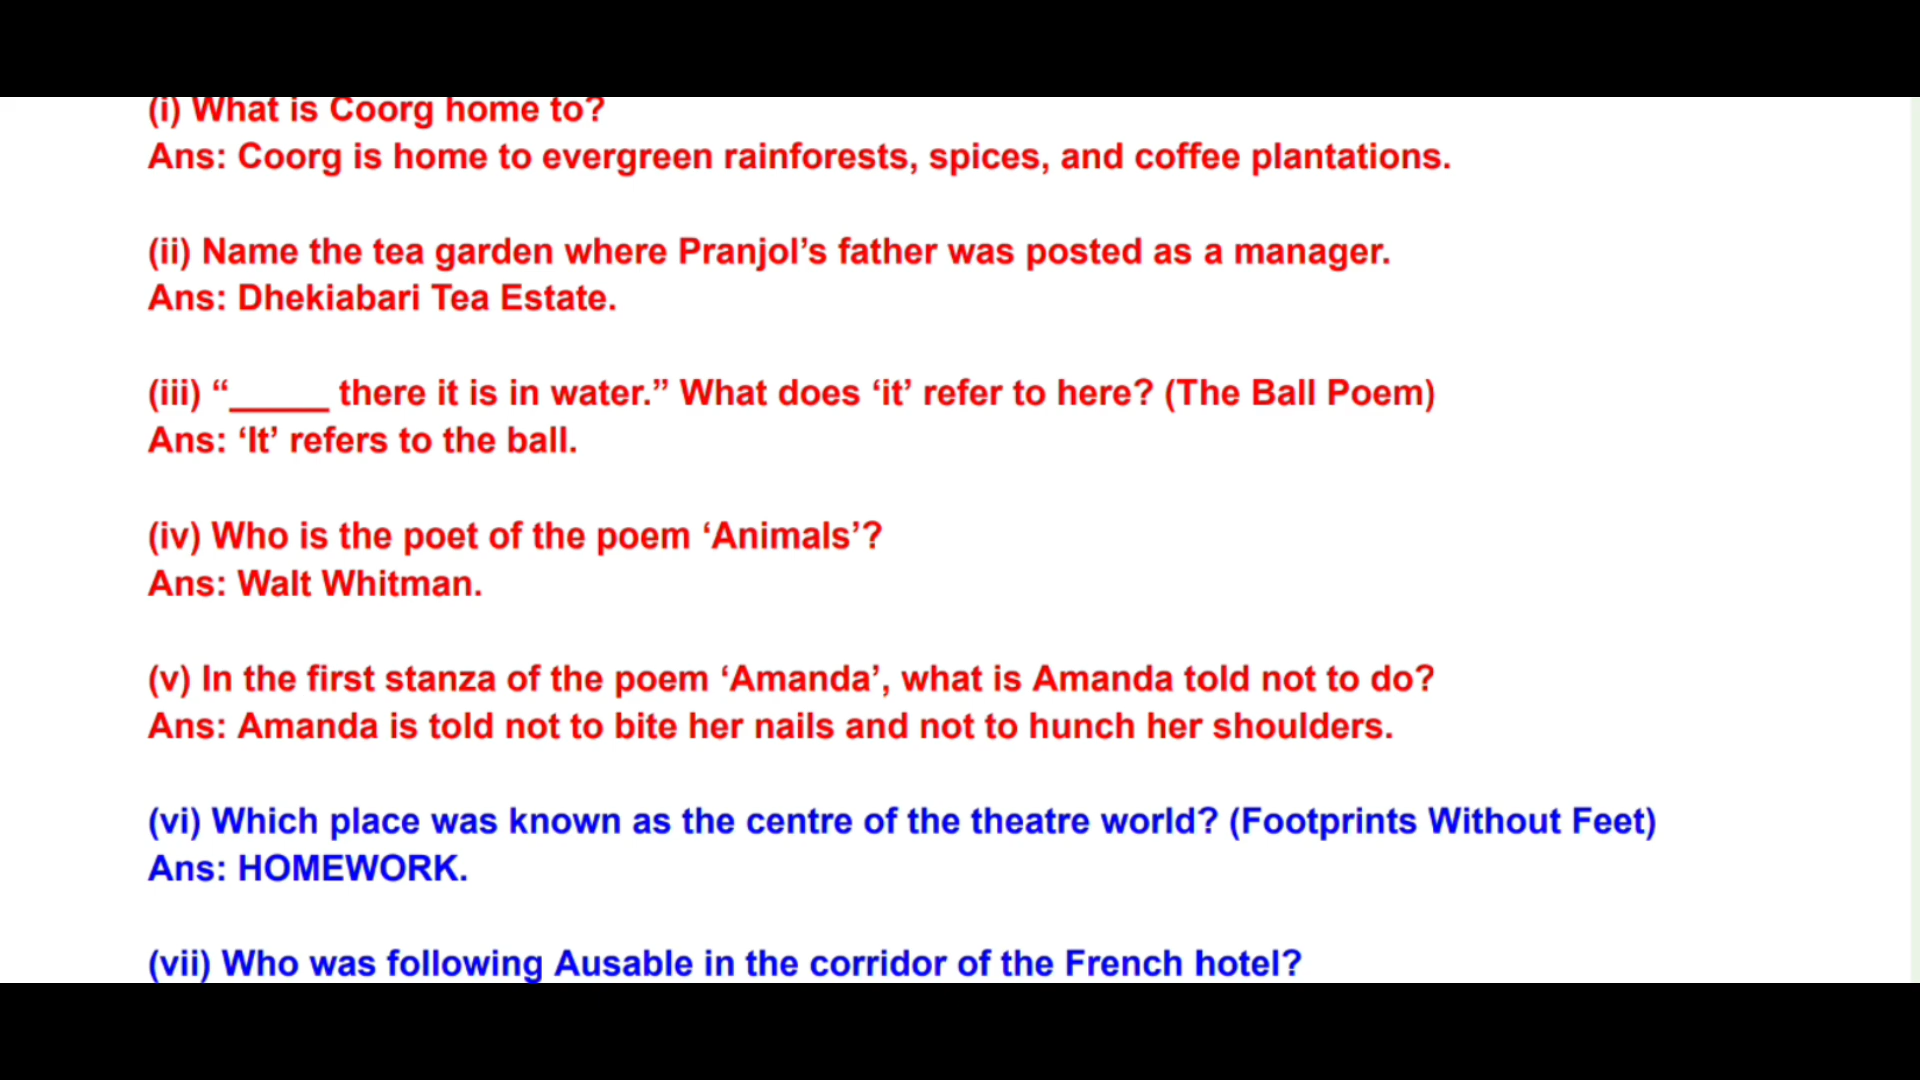 (i) What is Coorg home to?
Ans: Coorg is home to evergreen rainforests, spices, and coffee plantations.
(ii) Name the tea garden where Pranjol’s father was posted as a manager.
Ans: Dhekiabari Tea Estate.
(iii) “_____ there it is in water.” What does ‘it’ refer to here? (The Ball Poem)
Ans: ‘It’ refers to the ball.
(iv) Who is the poet of the poem ‘Animals’?
Ans: Walt Whitman.
(v) In the first stanza of the poem ‘Amanda’, what is Amanda told not to do?
Ans: Amanda is told not to bite her nails and not to hunch her shoulders.
(vi) Which place was known as the centre of the theatre world? (Footprints Without Feet)
Ans: HOMEWORK.
(vii) Who was following Ausable in the corridor of the French hotel?